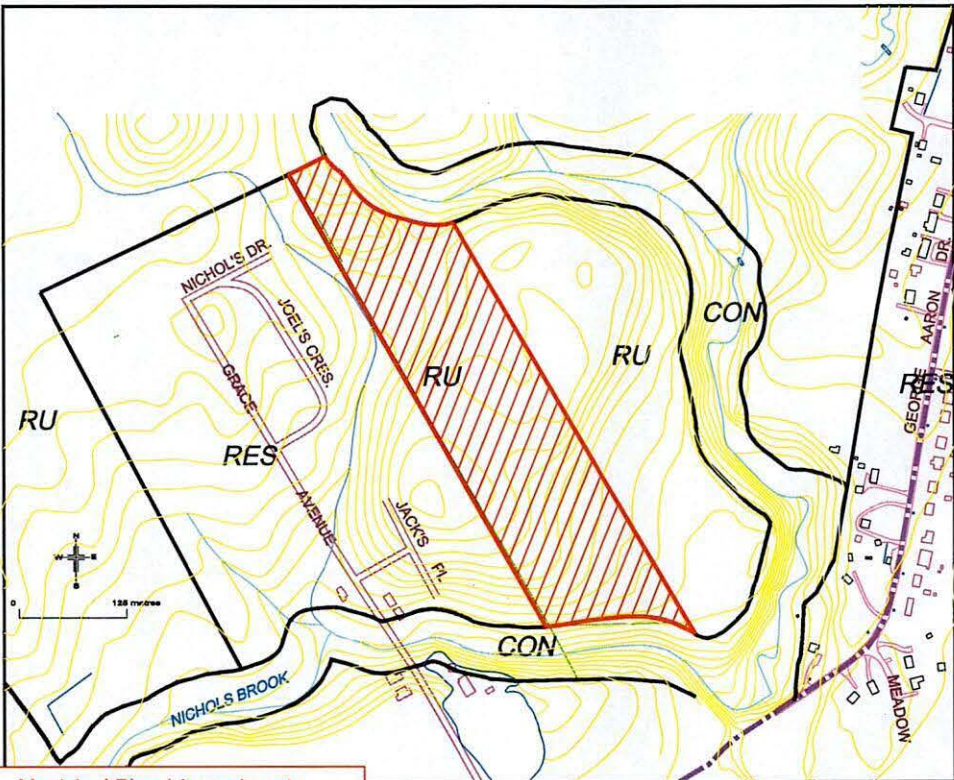 NICHOL'S DR.
JOEL'S CRES.
GRACE
AVENUE
JACK'S
PL.
RU
RES
RU
RU
CON
CON
RES
GEORGE AARON DR.
MEADOW
NICHOLS BROOK
N
W E
S
0 125 metres